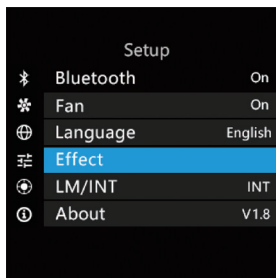 Setup
Bluetooth On
Fan On
Language English
Effect
LM/INT INT
About V1.8